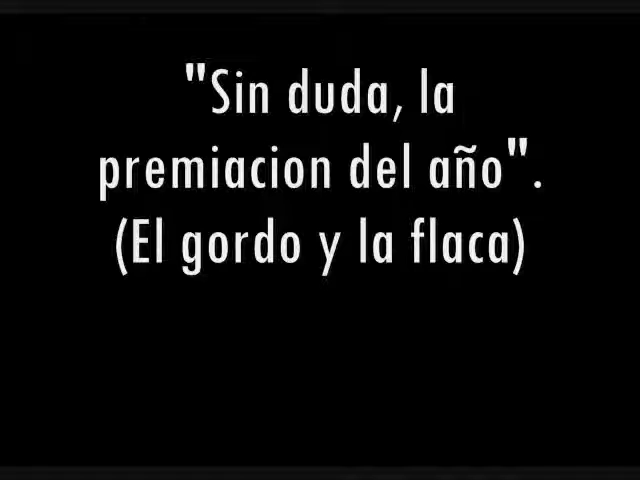 "Sin duda, la
premiacion del año".
(El gordo y la flaca)